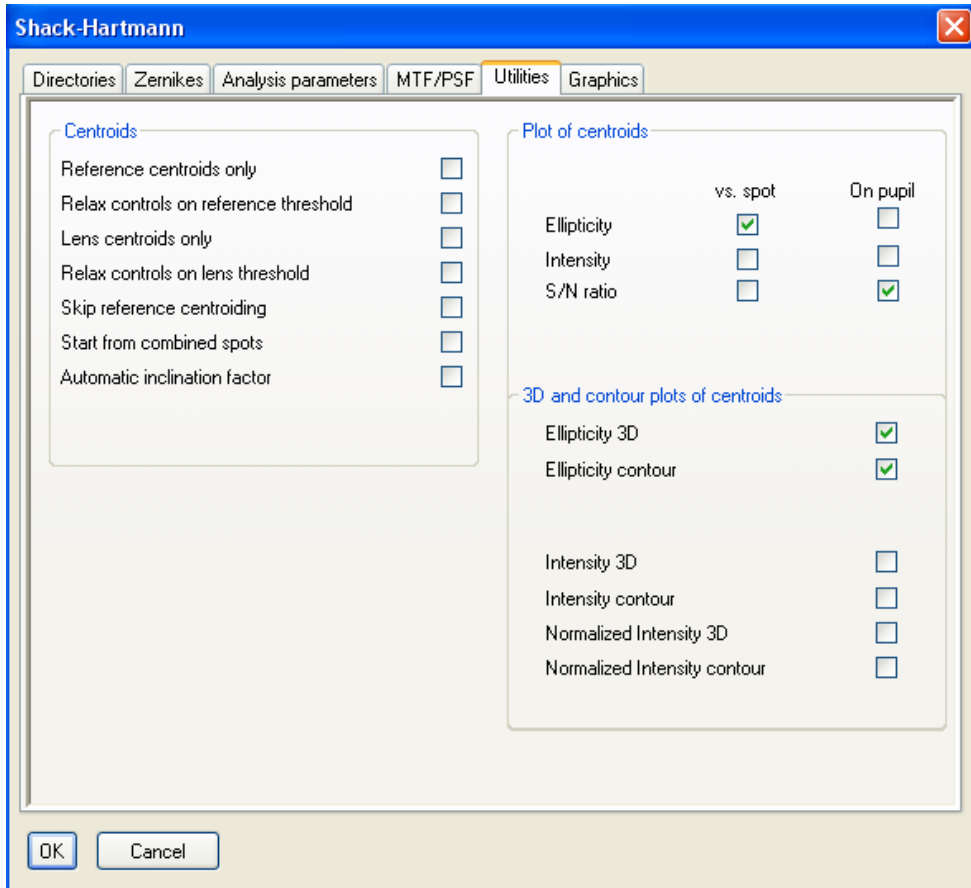 Shack-Hartmann
Directories Zernikes Analysis parameters MTF/PSF Utilities Graphics
Centroids
Reference centroids only
Relax controls on reference threshold
Lens centroids only
Relax controls on lens threshold
Skip reference centroiding
Start from combined spots
Automatic inclination factor
Plot of centroids
vs. spot On pupil
Ellipticity
Intensity
S/N ratio
3D and contour plots of centroids
Ellipticity 3D
Ellipticity contour
Intensity 3D
Intensity contour
Normalized Intensity 3D
Normalized Intensity contour
OK Cancel